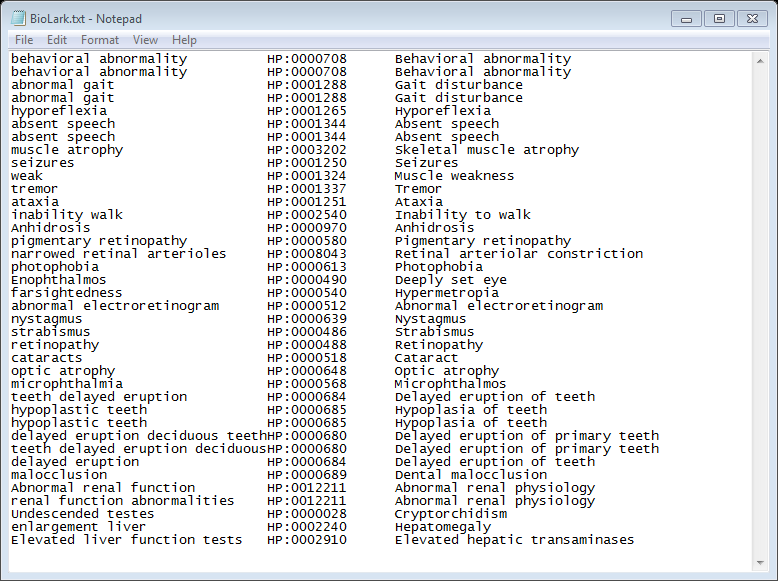 BioLark.txt - Notepad
File Edit Format View Help
behavioral abnormality HP:0000708 Behavioral abnormality
behavioral abnormality HP:0000708 Behavioral abnormality
abnormal gait HP:0001288 Gait disturbance
abnormal gait HP:0001288 Gait disturbance
hyporeflexia HP:0001265 Hyporeflexia
absent speech HP:0001344 Absent speech
absent speech HP:0001344 Absent speech
muscle atrophy HP:0003202 Skeletal muscle atrophy
seizures HP:0001250 Seizures
weak HP:0001324 Muscle weakness
tremor HP:0001337 Tremor
ataxia HP:0001251 Ataxia
inability walk HP:0002540 Inability to walk
Anhidrosis HP:0000970 Anhidrosis
pigmentary retinopathy HP:0000580 Pigmentary retinopathy
narrowed retinal arterioles HP:0008043 Retinal arteriolar constriction
photophobia HP:0000613 Photophobia
Enophthalmos HP:0000490 Deeply set eye
farsightedness HP:0000540 Hypermetropia
abnormal electroretinogram HP:0000512 Abnormal electroretinogram
nystagmus HP:0000639 Nystagmus
strabismus HP:0000486 Strabismus
retinopathy HP:0000488 Retinopathy
cataracts HP:0000518 Cataract
optic atrophy HP:0000648 Optic atrophy
microphthalmia HP:0000568 Microphthalmos
teeth delayed eruption HP:0000684 Delayed eruption of teeth
hypoplastic teeth HP:0000685 Hypoplasia of teeth
hypoplastic teeth HP:0000685 Hypoplasia of teeth
delayed eruption deciduous teethHP:0000680 Delayed eruption of primary teeth
teeth delayed eruption deciduousHP:0000680 Delayed eruption of primary teeth
delayed eruption HP:0000684 Delayed eruption of teeth
malocclusion HP:0000689 Dental malocclusion
Abnormal renal function HP:0012211 Abnormal renal physiology
renal function abnormalities HP:0012211 Abnormal renal physiology
Undescended testes HP:0000028 Cryptorchidism
enlargement liver HP:0002240 Hepatomegaly
Elevated liver function tests HP:0002910 Elevated hepatic transaminases